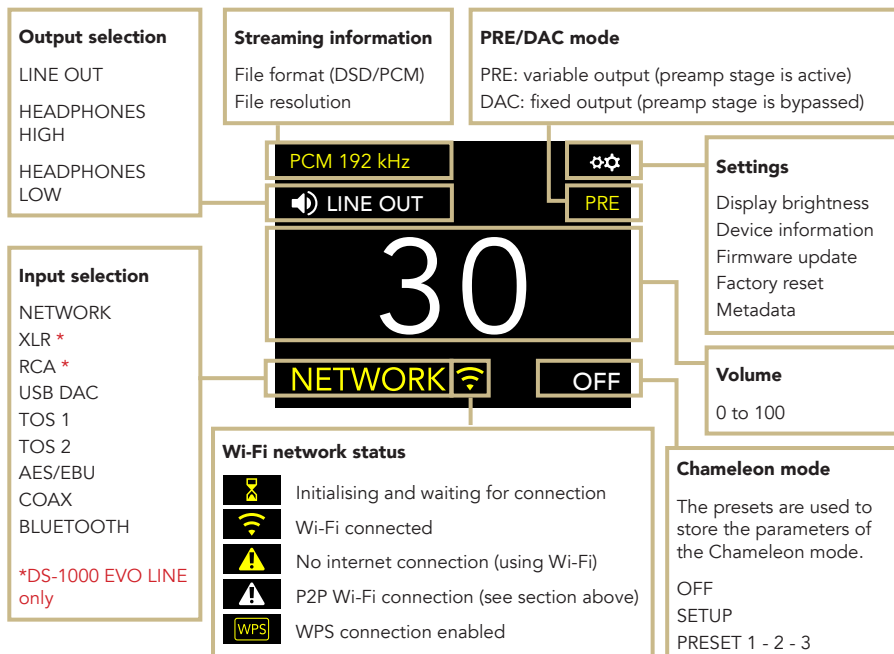 Output selection
LINE OUT
HEADPHONES
HIGH
HEADPHONES
LOW
Streaming information
File format (DSD/PCM)
File resolution
PRE/DAC mode
PRE: variable output (preamp stage is active)
DAC: fixed output (preamp stage is bypassed)
PCM 192 kHz
LINE OUT
PRE
30
NETWORK
OFF
Settings
Display brightness
Device information
Firmware update
Factory reset
Metadata
Input selection
NETWORK
XLR *
RCA *
USB DAC
TOS 1
TOS 2
AES/EBU
COAX
BLUETOOTH
*DS-1000 EVO LINE
only
Volume
0 to 100
Wi-Fi network status
Initialising and waiting for connection
Wi-Fi connected
No internet connection (using Wi-Fi)
P2P Wi-Fi connection (see section above)
WPS WPS connection enabled
Chameleon mode
The presets are used to
store the parameters of
the Chameleon mode.
OFF
SETUP
PRESET 1 - 2 - 3